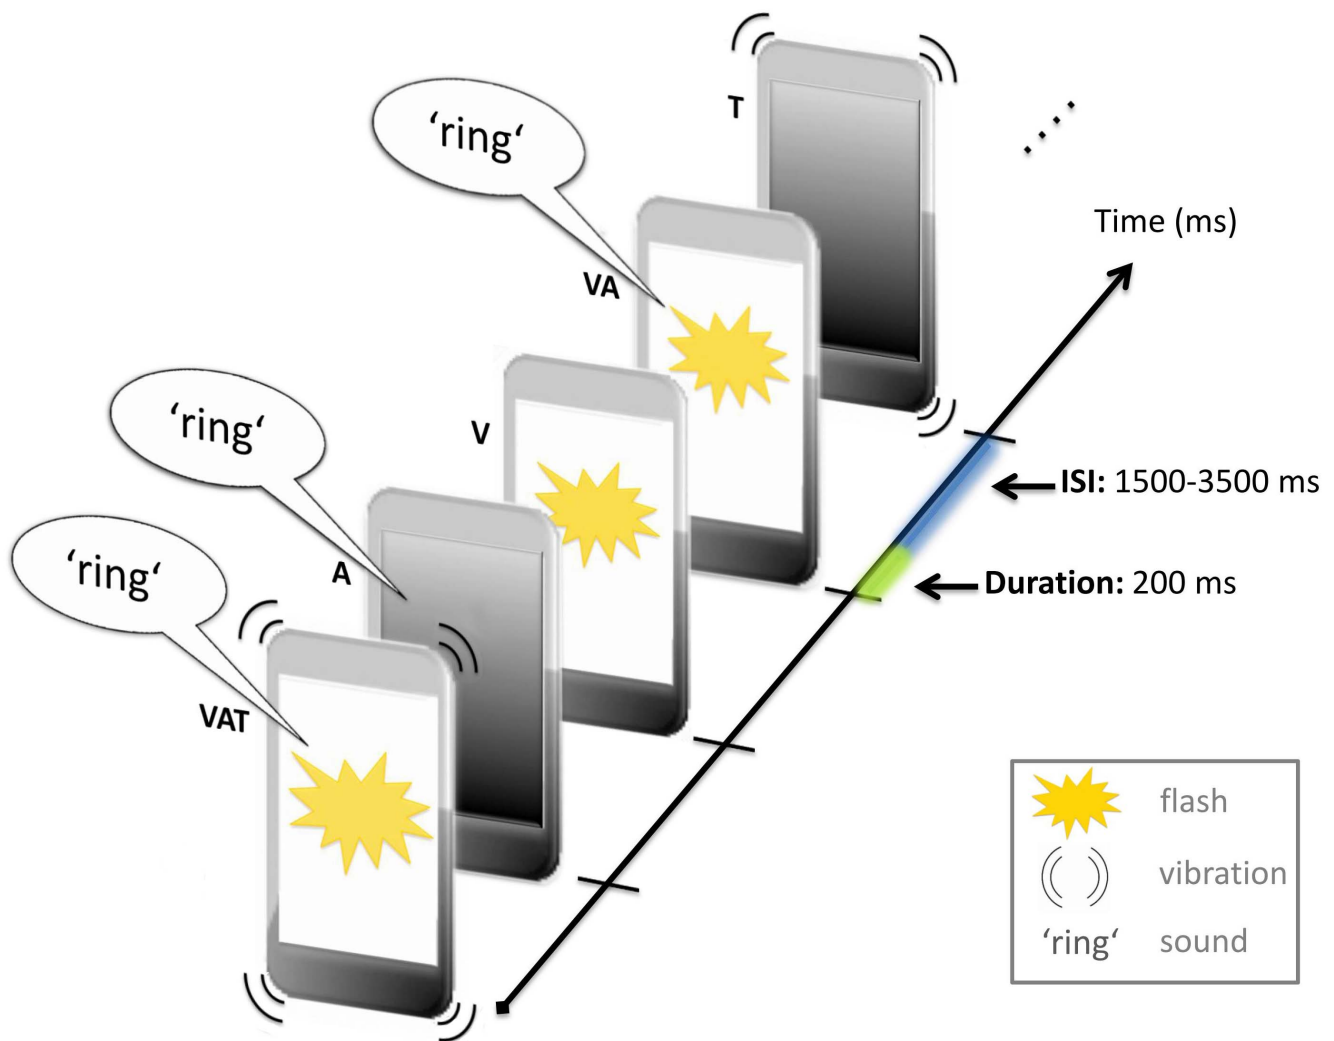 T
‘ring‘
Time (ms)
VA
‘ring‘
V
ISI: 1500-3500 ms
A
‘ring‘
Duration: 200 ms
VAT
flash
vibration
‘ring‘ sound